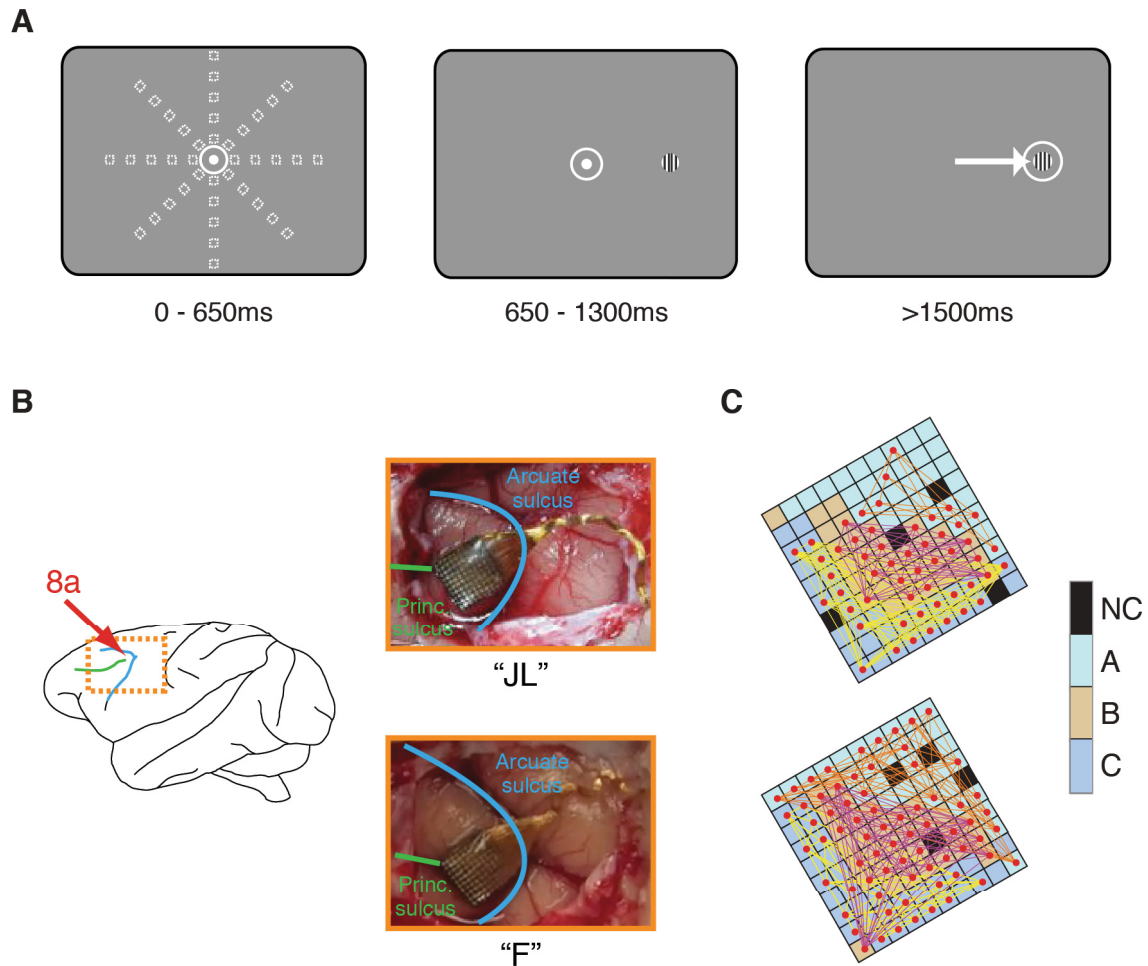 A
0 - 650ms
650 - 1300ms
>1500ms
B
C
8a
Arcuate
sulcus
Princ.
sulcus
“JL”
Arcuate
sulcus
Princ.
sulcus
“F”
NC
A
B
C